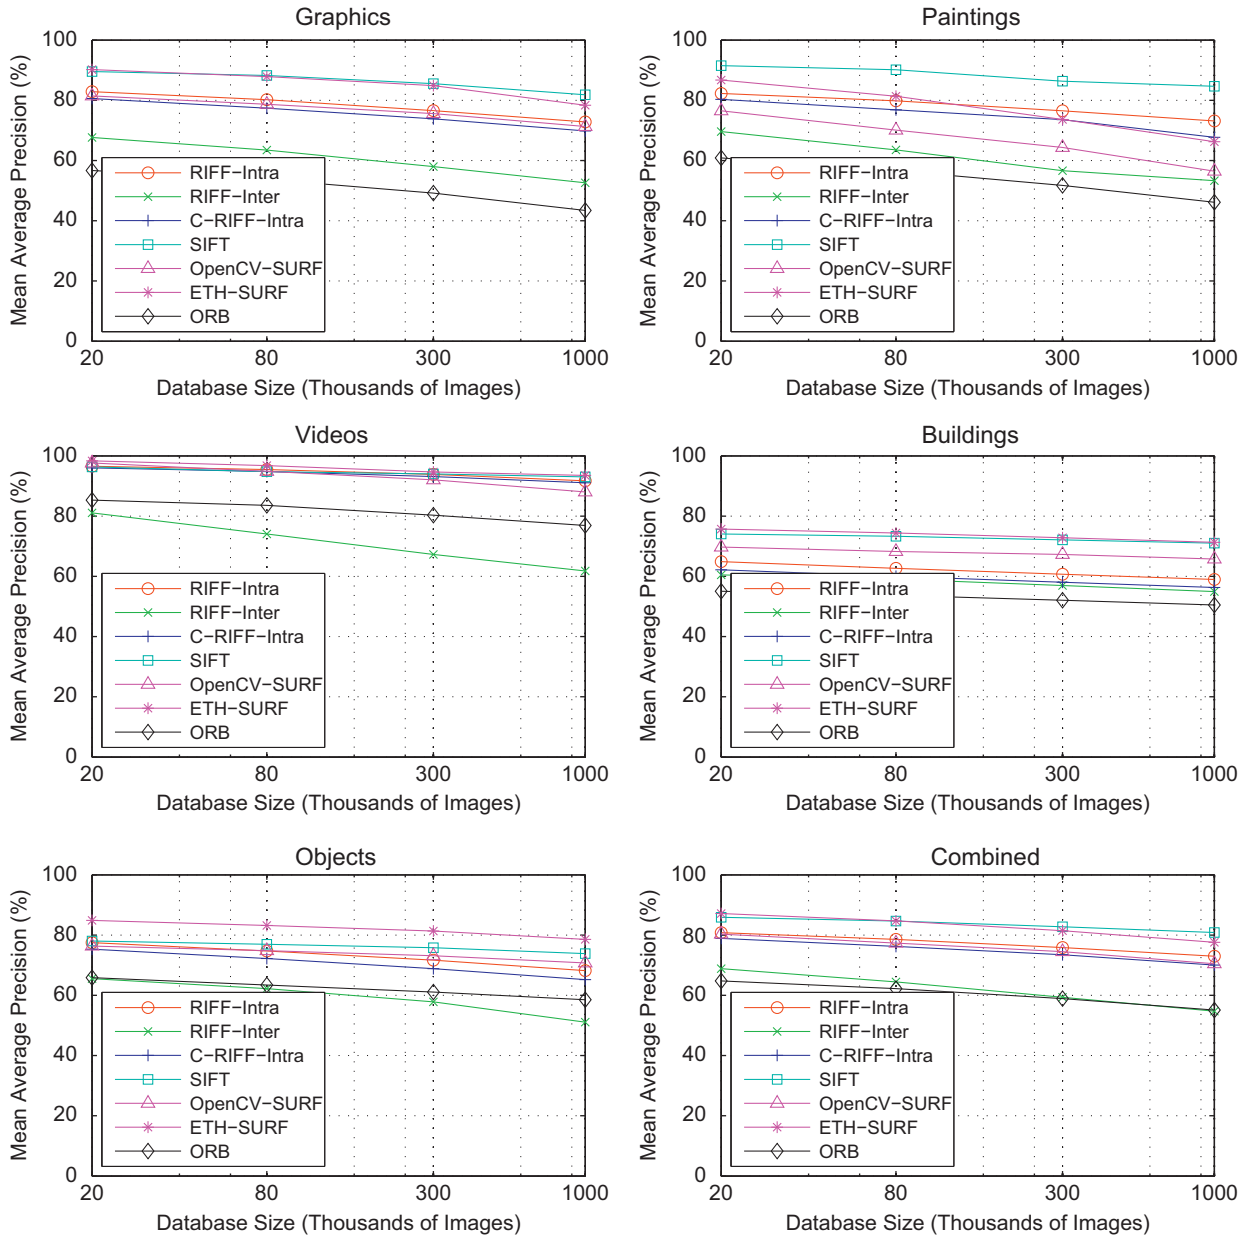 Graphics
Mean Average Precision (%)
100
80
60
40
20
0
RIFF−Intra
RIFF−Inter
C−RIFF−Intra
SIFT
OpenCV−SURF
ETH−SURF
ORB
20 80 300 1000
Database Size (Thousands of Images)
Paintings
Mean Average Precision (%)
100
80
60
40
20
0
RIFF−Intra
RIFF−Inter
C−RIFF−Intra
SIFT
OpenCV−SURF
ETH−SURF
ORB
20 80 300 1000
Database Size (Thousands of Images)
Videos
Mean Average Precision (%)
100
80
60
40
20
0
RIFF−Intra
RIFF−Inter
C−RIFF−Intra
SIFT
OpenCV−SURF
ETH−SURF
ORB
20 80 300 1000
Database Size (Thousands of Images)
Buildings
Mean Average Precision (%)
100
80
60
40
20
0
RIFF−Intra
RIFF−Inter
C−RIFF−Intra
SIFT
OpenCV−SURF
ETH−SURF
ORB
20 80 300 1000
Database Size (Thousands of Images)
Objects
Mean Average Precision (%)
100
80
60
40
20
0
RIFF−Intra
RIFF−Inter
C−RIFF−Intra
SIFT
OpenCV−SURF
ETH−SURF
ORB
20 80 300 1000
Database Size (Thousands of Images)
Combined
Mean Average Precision (%)
100
80
60
40
20
0
RIFF−Intra
RIFF−Inter
C−RIFF−Intra
SIFT
OpenCV−SURF
ETH−SURF
ORB
20 80 300 1000
Database Size (Thousands of Images)